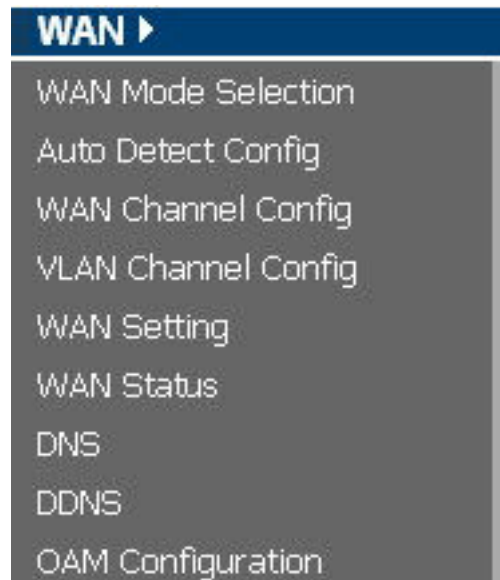 WAN
WAN Mode Selection
Auto Detect Config
WAN Channel Config
VLAN Channel Config
WAN Setting
WAN Status
DNS
DDNS
OAM Configuration